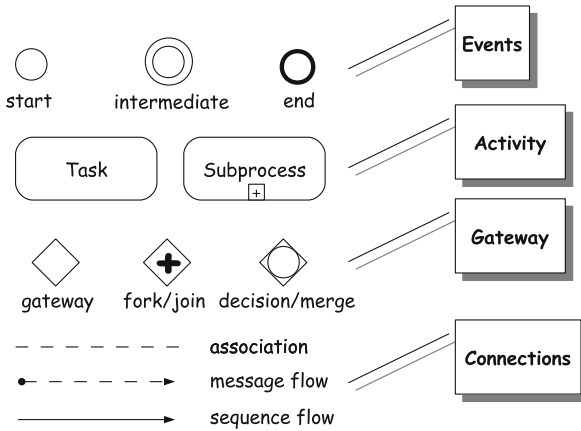 Events
start intermediate end
Activity
Task Subprocess
+
Gateway
gateway fork/join decision/merge
association
Connections
message flow
sequence flow